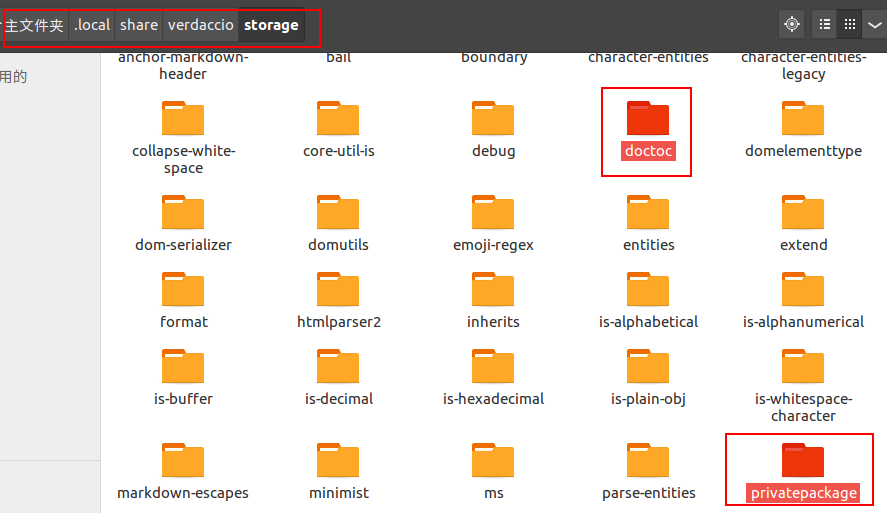 主文件夹 .local share verdaccio storage
用的
anchor-markdown-
header
bail
boundary
character-entities
character-entities-
legacy
collapse-white-
space
core-util-is
debug
doctoc
domelementtype
dom-serializer
domutils
emoji-regex
entities
extend
format
htmlparser2
inherits
is-alphabetical
is-alphanumerical
is-buffer
is-decimal
is-hexadecimal
is-plain-obj
is-whitespace-
character
markdown-escapes
minimist
ms
parse-entities
privatepackage